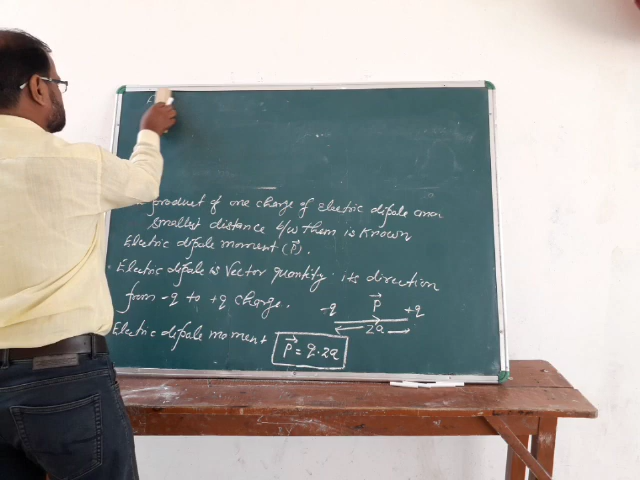 product of one charge of Electric dipole and
smallest distance b/w them is known
Electric dipole moment (P⃗).
Electric dipole is Vector quantity. its direction
from -q to +q charge.
-q P⃗ +q
2a
Electric dipole moment
P⃗ = q·2a